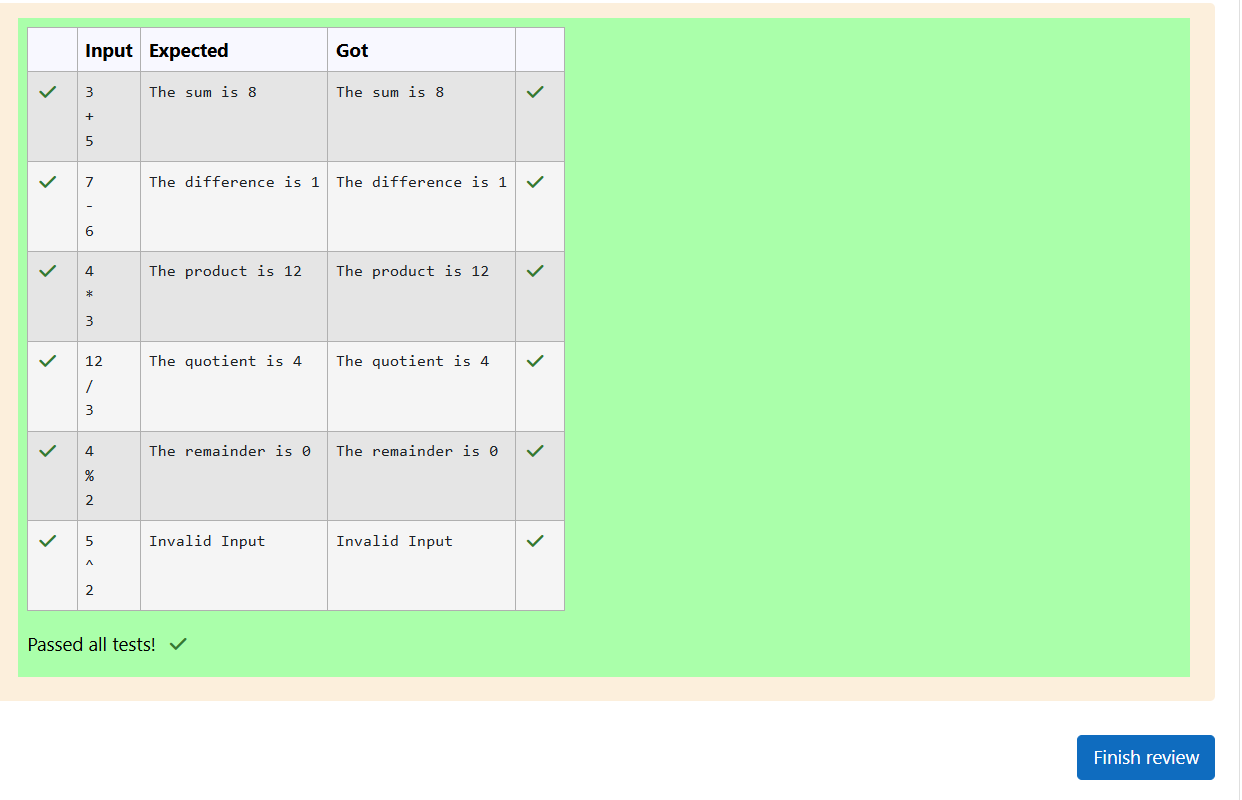 Input Expected Got
3 The sum is 8 The sum is 8
+
5
7 The difference is 1 The difference is 1
-
6
4 The product is 12 The product is 12
*
3
12 The quotient is 4 The quotient is 4
/
3
4 The remainder is 0 The remainder is 0
%
2
5 Invalid Input Invalid Input
^
2
Passed all tests!
Finish review